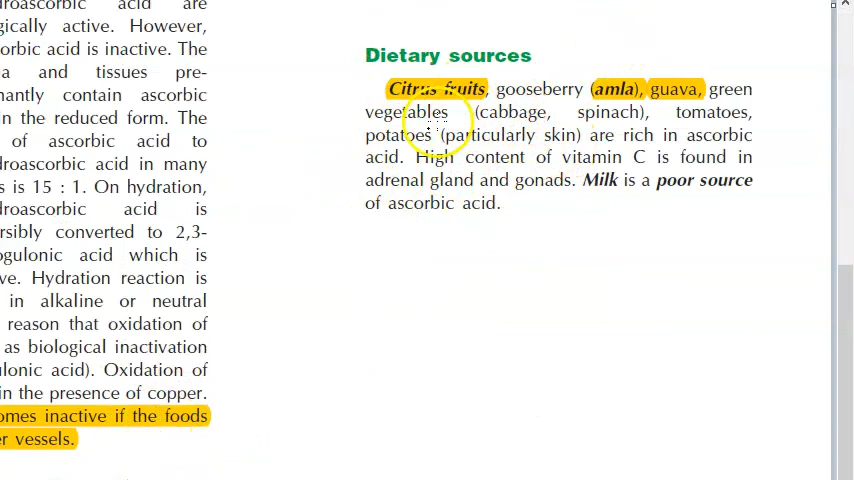 droascorbic acid are
gically active. However,
orbic acid is inactive. The
a and tissues pre-
nantly contain ascorbic
in the reduced form. The
of ascorbic acid to
droascorbic acid in many
s is 15 : 1. On hydration,
droascorbic acid is
rsibly converted to 2,3-
ogulonic acid which is
ve. Hydration reaction is
in alkaline or neutral
reason that oxidation of
as biological inactivation
ulonic acid). Oxidation of
in the presence of copper.
omes inactive if the foods
er vessels.
Dietary sources
Citrus fruits, gooseberry (amla), guava, green
vegetables (cabbage, spinach), tomatoes,
potatoes (particularly skin) are rich in ascorbic
acid. High content of vitamin C is found in
adrenal gland and gonads. Milk is a poor source
of ascorbic acid.